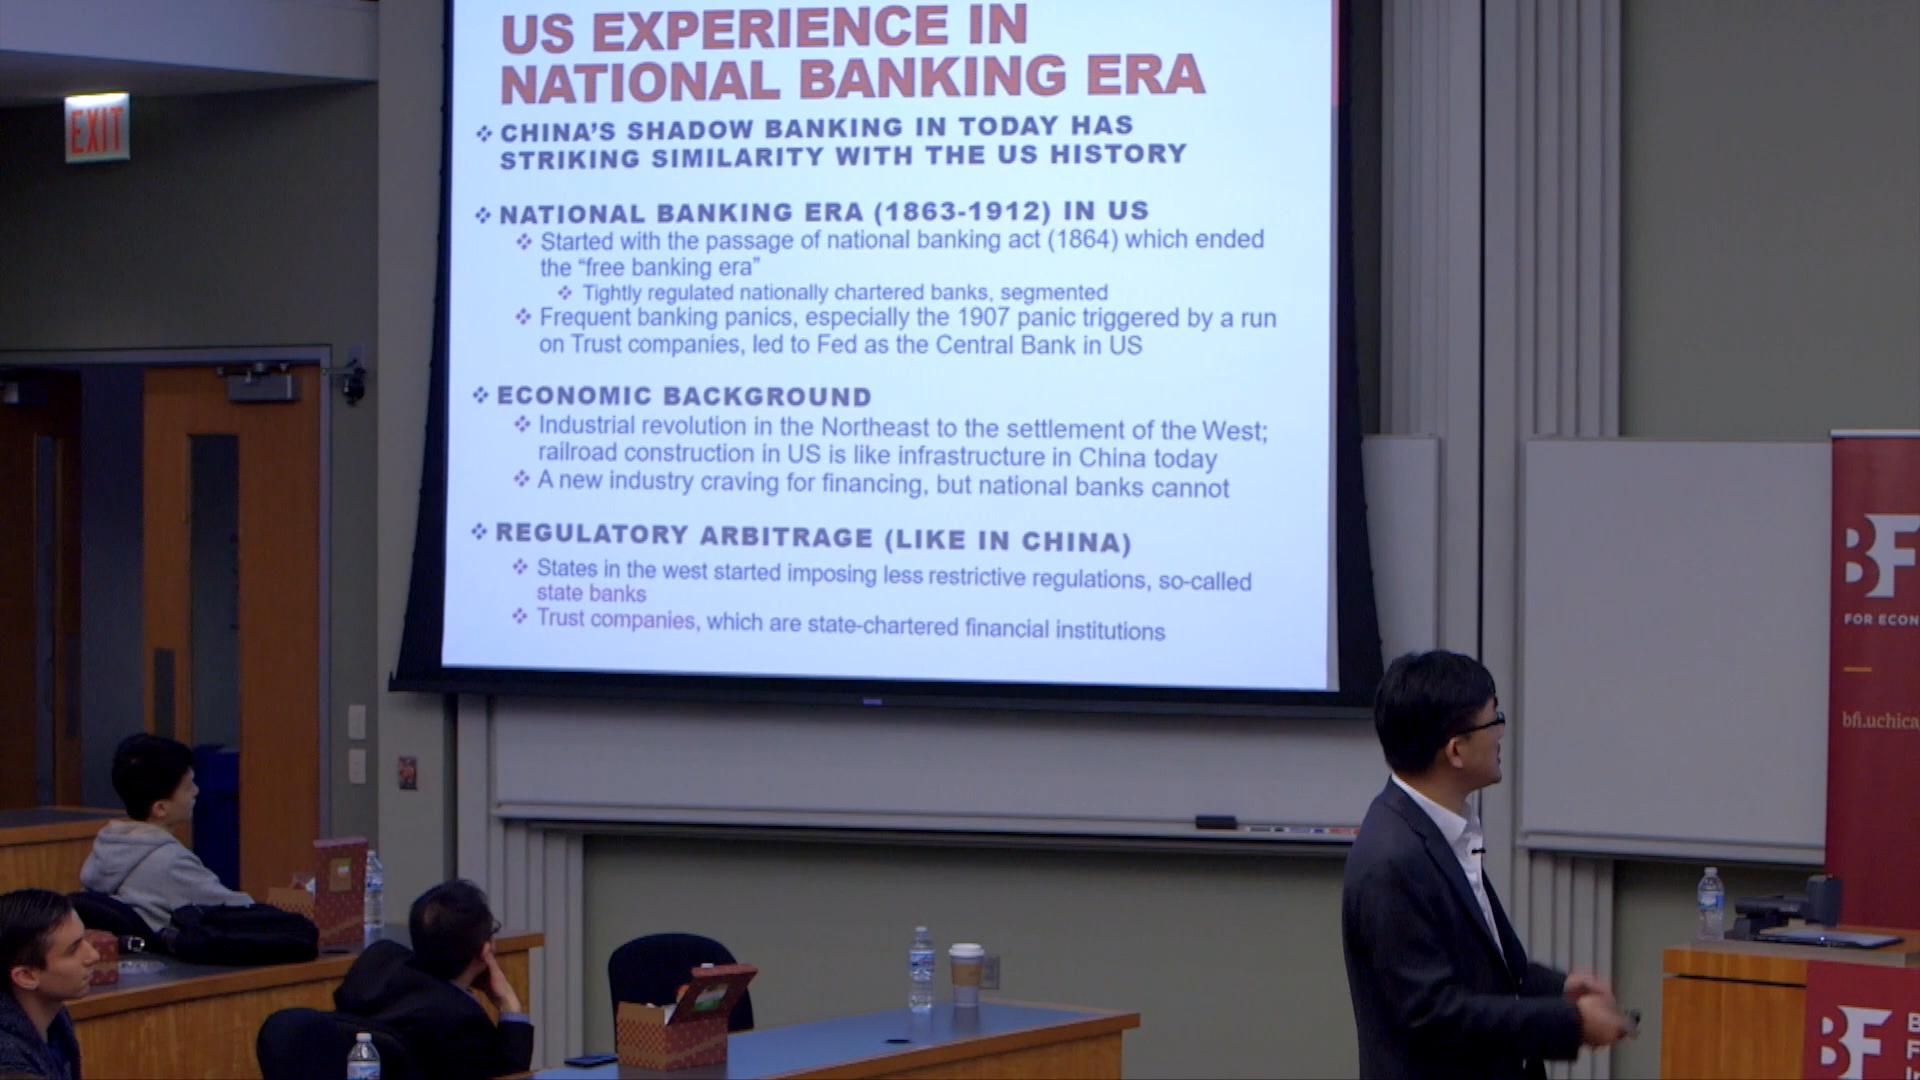 US EXPERIENCE IN
NATIONAL BANKING ERA
❖ CHINA'S SHADOW BANKING IN TODAY HAS
STRIKING SIMILARITY WITH THE US HISTORY
❖ NATIONAL BANKING ERA (1863-1912) IN US
❖ Started with the passage of national banking act (1864) which ended
the “free banking era”
❖ Tightly regulated nationally chartered banks, segmented
❖ Frequent banking panics, especially the 1907 panic triggered by a run
on Trust companies, led to Fed as the Central Bank in US
❖ ECONOMIC BACKGROUND
❖ Industrial revolution in the Northeast to the settlement of the West;
railroad construction in US is like infrastructure in China today
❖ A new industry craving for financing, but national banks cannot
❖ REGULATORY ARBITRAGE (LIKE IN CHINA)
❖ States in the west started imposing less restrictive regulations, so-called
state banks
❖ Trust companies, which are state-chartered financial institutions
EXIT
BF
FOR ECON
bfi.uchica
BF
B
F